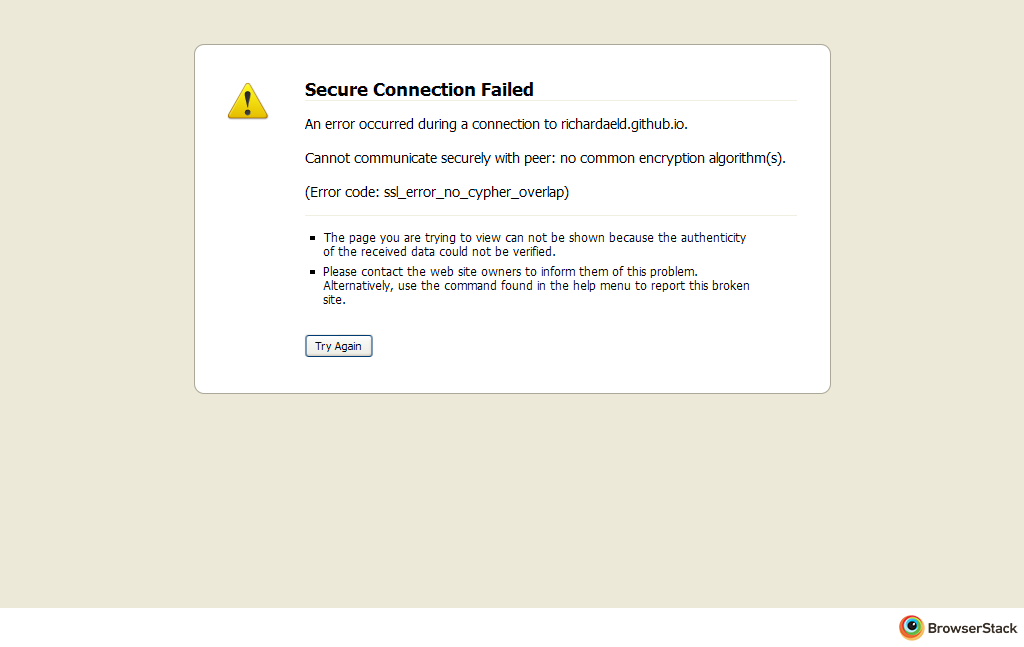 Secure Connection Failed
An error occurred during a connection to richardaeld.github.io.
Cannot communicate securely with peer: no common encryption algorithm(s).
(Error code: ssl_error_no_cypher_overlap)
The page you are trying to view can not be shown because the authenticity
of the received data could not be verified.
Please contact the web site owners to inform them of this problem.
Alternatively, use the command found in the help menu to report this broken
site.
Try Again
BrowserStack